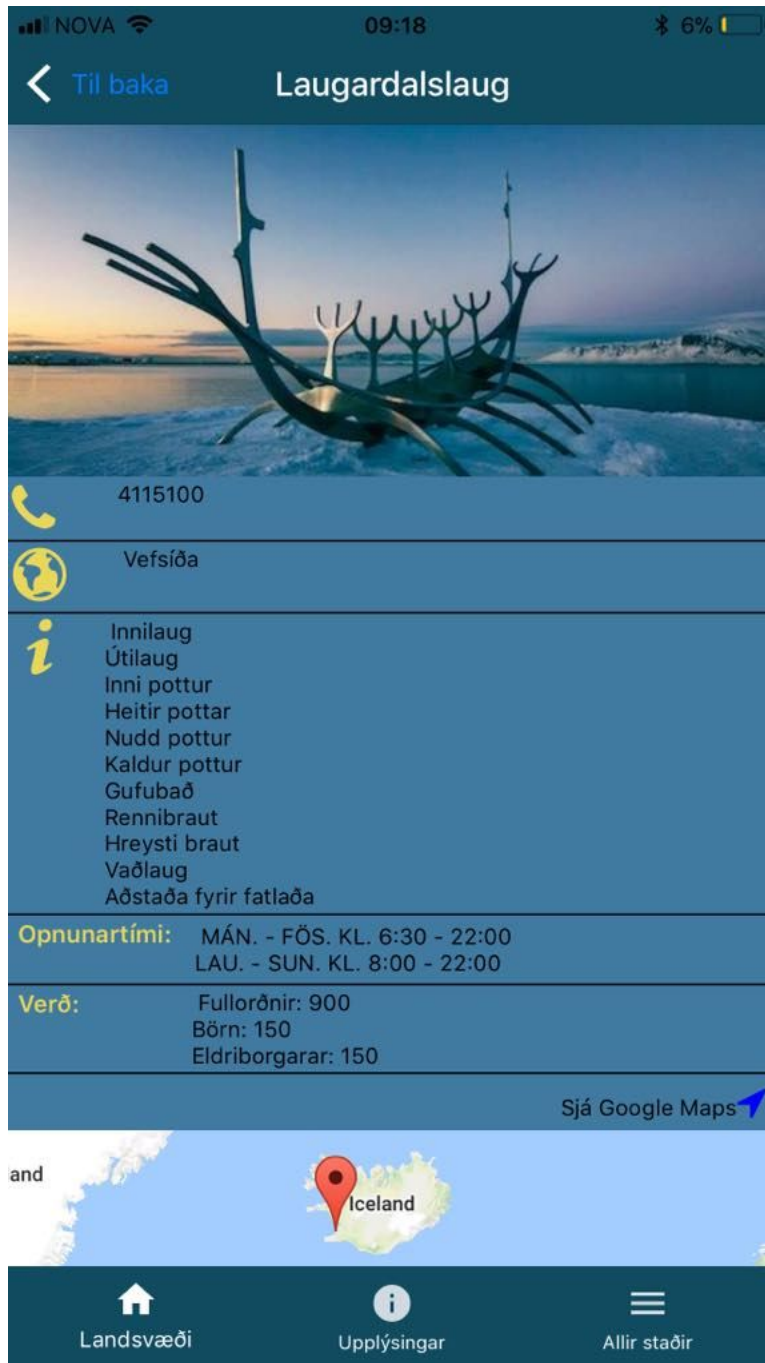 NOVA 09:18 6%
Til baka Laugardalslaug
4115100
Vefsíða
Innilaug
Útilaug
Inni pottur
Heitir pottar
Nudd pottur
Kaldur pottur
Gufubað
Rennibraut
Hreysti braut
Vaðlaug
Aðstaða fyrir fatlaða
Opnunartími: MÁN. - FÖS. KL. 6:30 - 22:00
LAU. - SUN. KL. 8:00 - 22:00
Verð: Fullorðnir: 900
Börn: 150
Eldriborgarar: 150
Sjá Google Maps
and
Iceland
Landsvæði Upplýsingar Allir staðir